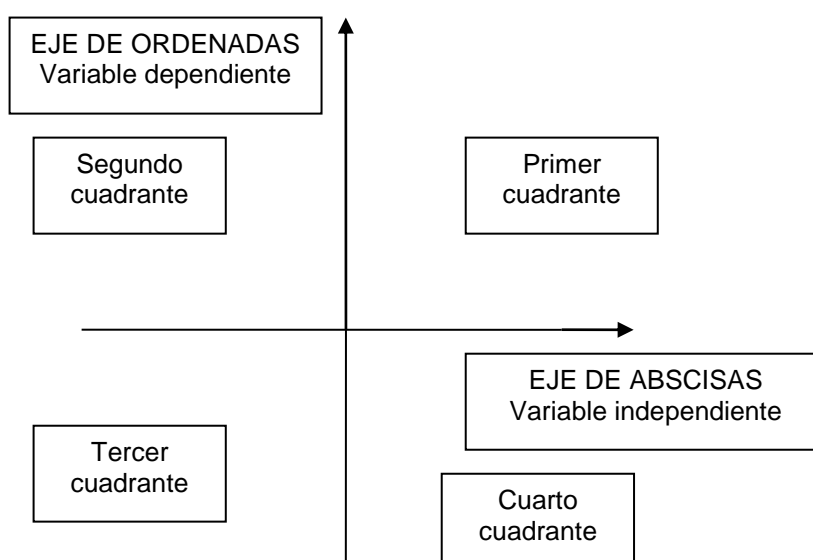 EJE DE ORDENADAS
Variable dependiente
Segundo
cuadrante
Primer
cuadrante
EJE DE ABSCISAS
Variable independiente
Tercer
cuadrante
Cuarto
cuadrante